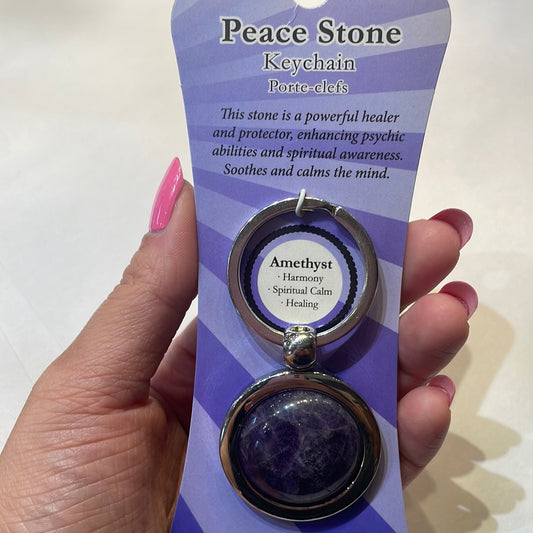 Peace Stone
Keychain
Porte-clefs
This stone is a powerful healer
and protector, enhancing psychic
abilities and spiritual awareness.
Soothes and calms the mind.
Amethyst
· Harmony
· Spiritual Calm
· Healing